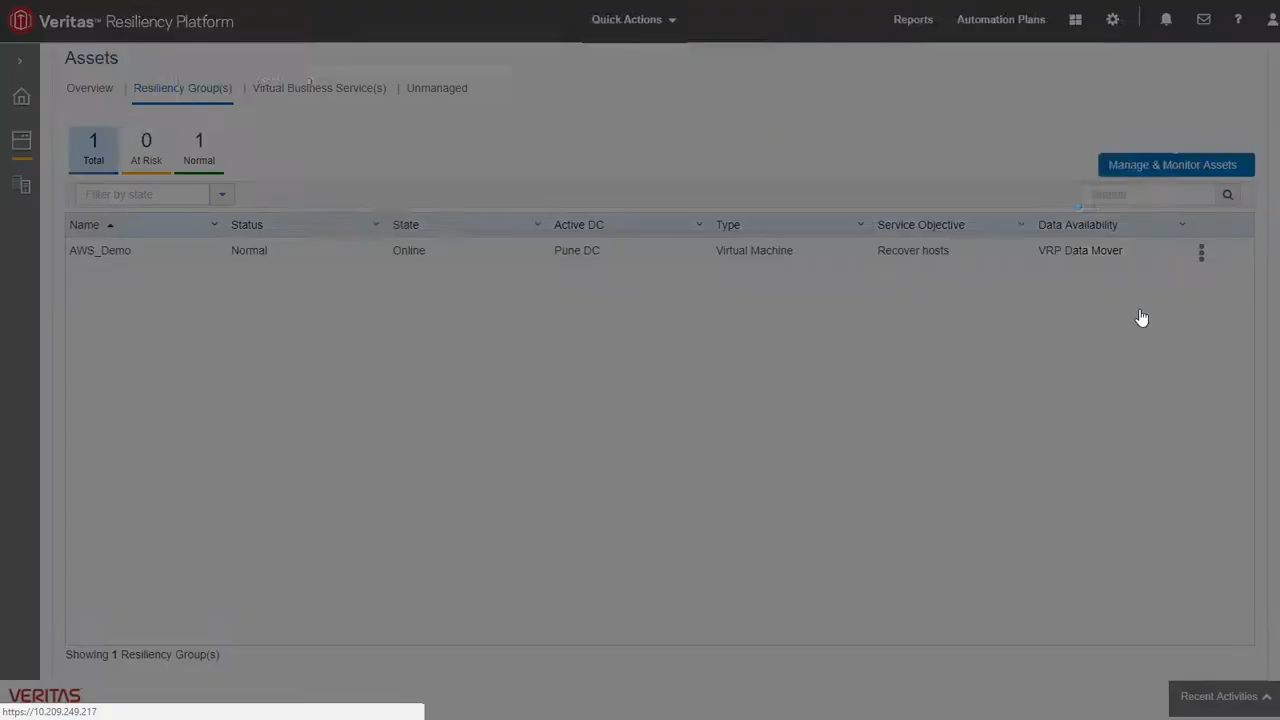 Veritas™ Resiliency Platform
Quick Actions
Reports
Automation Plans
?
Assets
Overview | Resiliency Group(s) | Virtual Business Service(s) | Unmanaged
1 0 1
Total At Risk Normal
Manage & Monitor Assets
Filter by state
Name Status State Active DC Type Service Objective Data Availability
AWS_Demo Normal Online Pune DC Virtual Machine Recover hosts VRP Data Mover
Showing 1 Resiliency Group(s)
VERITAS
Recent Activities
https://10.209.249.217